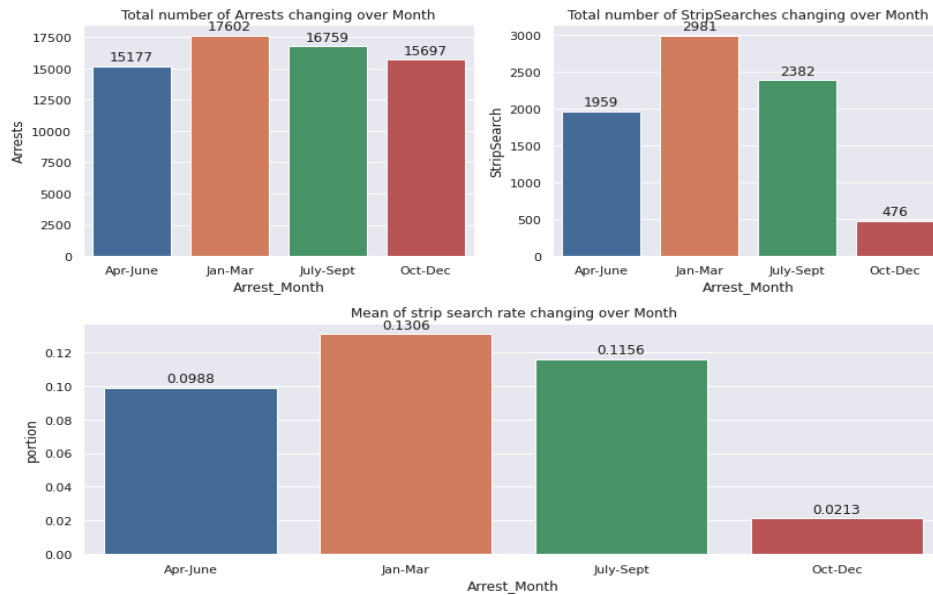 Total number of Arrests changing over Month
17602
17500
16759
15697
15177
15000
12500
10000
7500
5000
2500
0
Arrests
Apr-June
Jan-Mar
July-Sept
Oct-Dec
Arrest_Month
Total number of StripSearches changing over Month
2981
3000
2382
2500
1959
2000
1500
1000
476
500
0
StripSearch
Apr-June
Jan-Mar
July-Sept
Oct-Dec
Arrest_Month
Mean of strip search rate changing over Month
0.1306
0.1156
0.12
0.0988
0.10
0.08
0.06
0.04
0.0213
0.02
0.00
portion
Apr-June
Jan-Mar
July-Sept
Oct-Dec
Arrest_Month